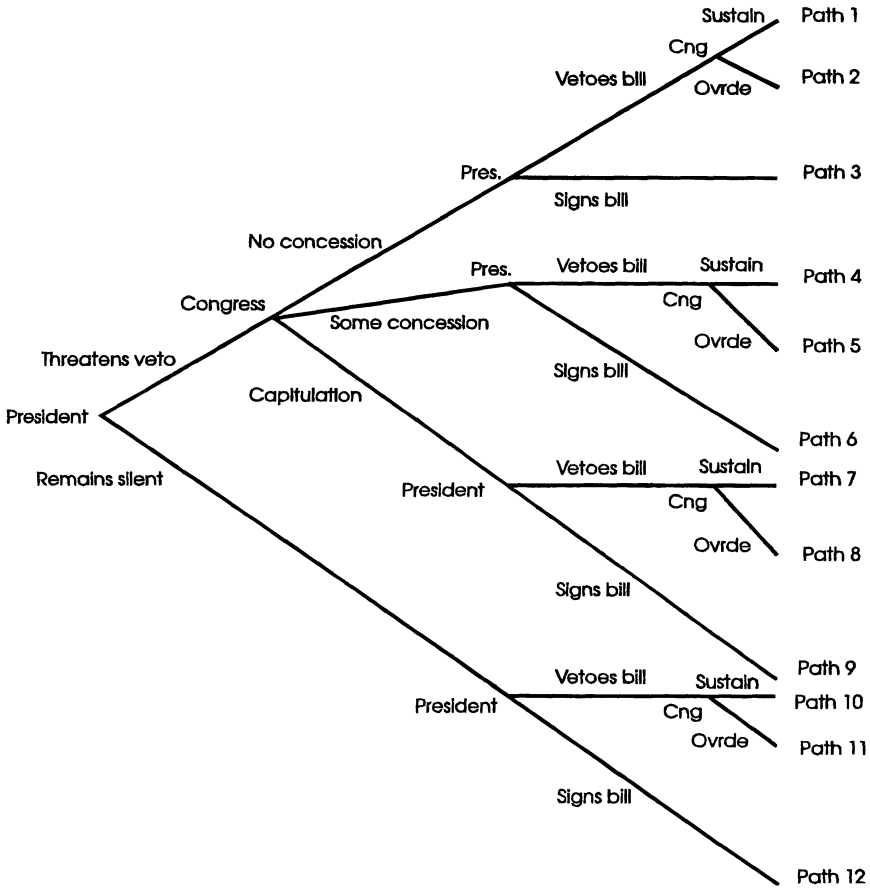 Sustain
Path 1
Cng
Vetoes bill
Path 2
Ovrde
Pres.
Path 3
Signs bill
No concession
Pres.
Vetoes bill
Sustain
Path 4
Congress
Cng
Some concession
Ovrde
Path 5
Threatens veto
Signs bill
Capitulation
President
Path 6
Vetoes bill
Sustain
Remains silent
Path 7
President
Cng
Ovrde
Path 8
Signs bill
Path 9
Vetoes bill
Sustain
Path 10
President
Cng
Ovrde
Path 11
Signs bill
Path 12